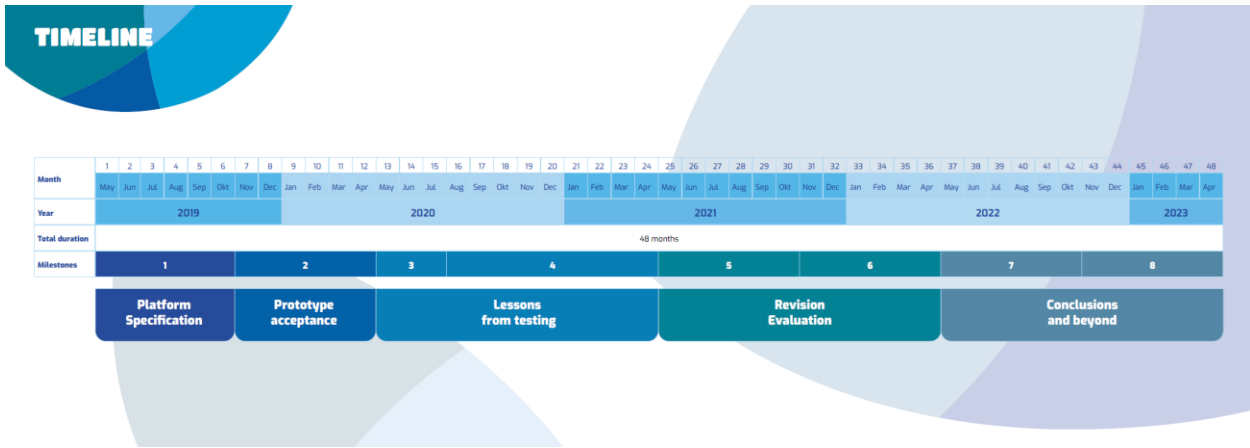 TIMELINE
Month
1 2 3 4 5 6 7 8 9 10 11 12 13 14 15 16 17 18 19 20 21 22 23 24 25 26 27 28 29 30 31 32 33 34 35 36 37 38 39 40 41 42 43 44 45 46 47 48
May Jun Jul Aug Sep Okt Nov Dec Jan Feb Mar Apr May Jun Jul Aug Sep Okt Nov Dec Jan Feb Mar Apr May Jun Jul Aug Sep Okt Nov Dec Jan Feb Mar Apr May Jun Jul Aug Sep Okt Nov Dec Jan Feb Mar Apr
Year 2019 2020 2021 2022 2023
Total duration 48 months
Milestones 1 2 3 4 5 6 7 8
Platform
Specification
Prototype
acceptance
Lessons
from testing
Revision
Evaluation
Conclusions
and beyond